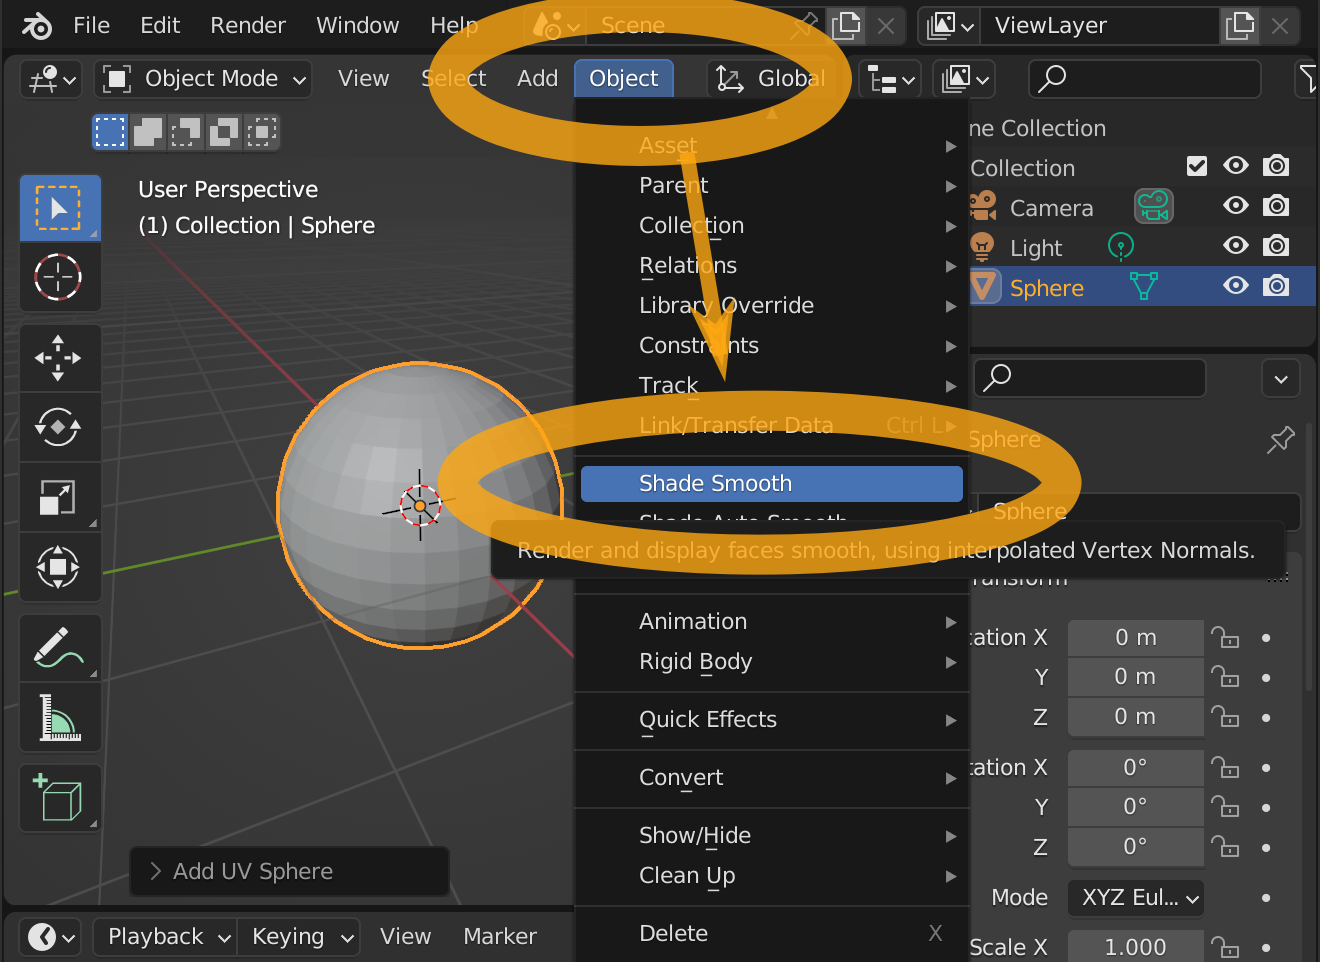 File Edit Render Window Help Scene ViewLayer
Object Mode View Select Add Object Global
User Perspective
(1) Collection | Sphere
Asset
Parent
Collection
Relations
Library Override
Constraints
Track
Link/Transfer Data Ctrl L
Shade Smooth
Shade Auto Smooth
Render and display faces smooth, using interpolated Vertex Normals.
Animation
Rigid Body
Quick Effects
Convert
Show/Hide
Clean Up
Delete X
ne Collection
Collection
Camera
Light
Sphere
Sphere
Sphere
Transform
cation X 0 m
Y 0 m
Z 0 m
tation X 0°
Y 0°
Z 0°
Mode XYZ Eul...
Scale X 1.000
Add UV Sphere
Playback Keying View Marker